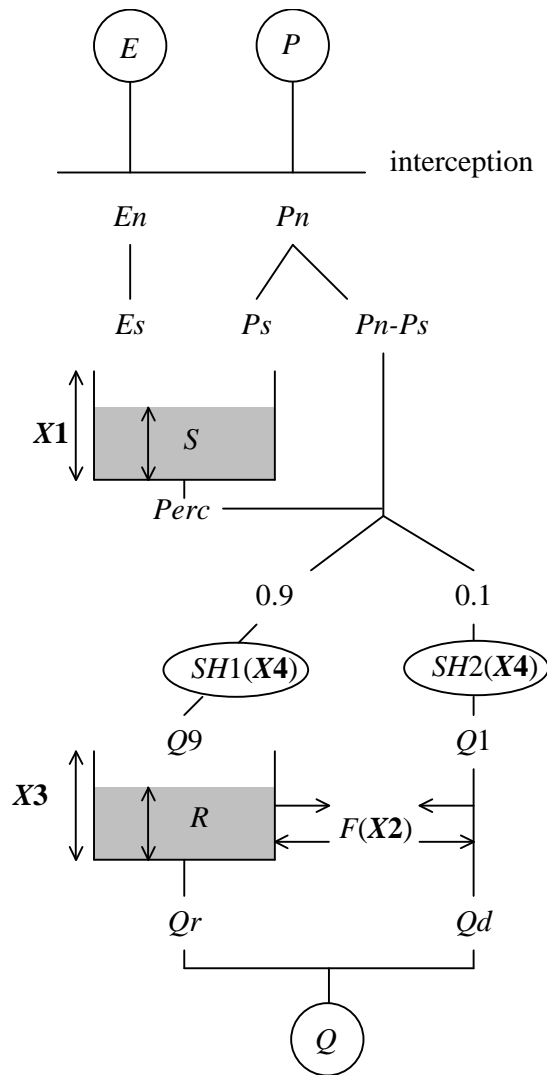 E P
interception
En Pn
Es Ps Pn-Ps
X1 S
Perc
0.9 0.1
SH1(X4) SH2(X4)
Q9 Q1
X3 R F(X2)
Qr Qd
Q